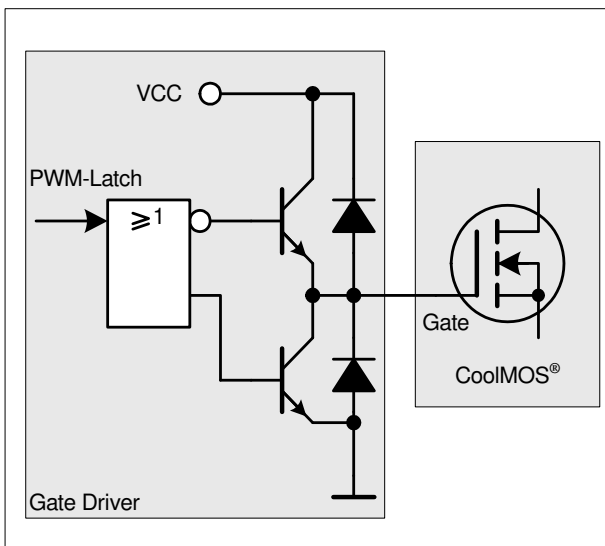 VCC
PWM-Latch
≥1
Gate
CoolMOS®
Gate Driver